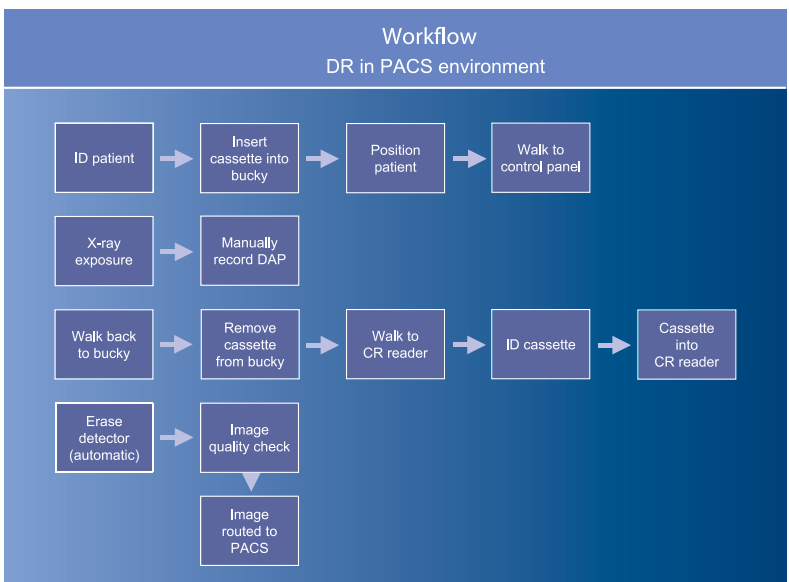 Workflow
DR in PACS environment
ID patient
Insert
cassette into
bucky
Position
patient
Walk to
control panel
X-ray
exposure
Manually
record DAP
Walk back
to bucky
Remove
cassette
from bucky
Walk to
CR reader
ID cassette
Cassette
into
CR reader
Erase
detector
(automatic)
Image
quality check
Image
routed to
PACS